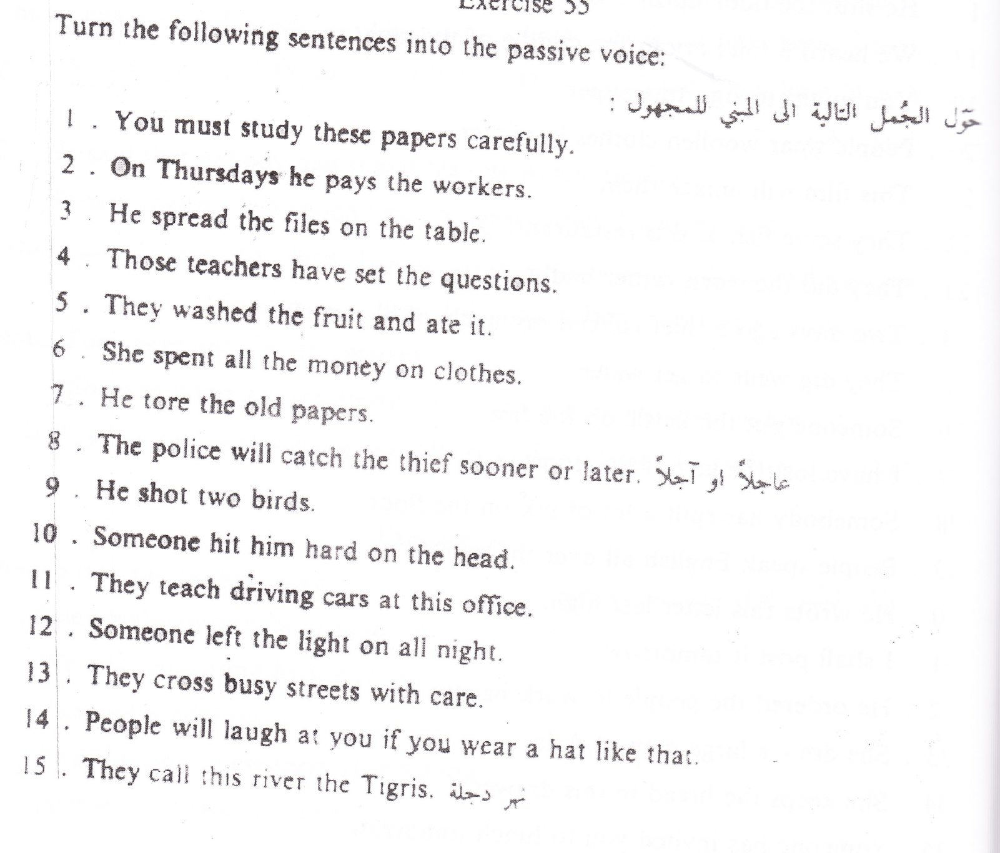 Exercise 55
Turn the following sentences into the passive voice:
حوّل الجُمل التالية الى المبني للمجهول :
1 . You must study these papers carefully.
2 . On Thursdays he pays the workers.
3 . He spread the files on the table.
4 . Those teachers have set the questions.
5 . They washed the fruit and ate it.
6 . She spent all the money on clothes.
7 . He tore the old papers.
8 . The police will catch the thief sooner or later. عاجلاً او آجلاً
9 . He shot two birds.
10 . Someone hit him hard on the head.
11 . They teach driving cars at this office.
12 . Someone left the light on all night.
13 . They cross busy streets with care.
14 . People will laugh at you if you wear a hat like that.
15 . They call this river the Tigris. نهر دجلة